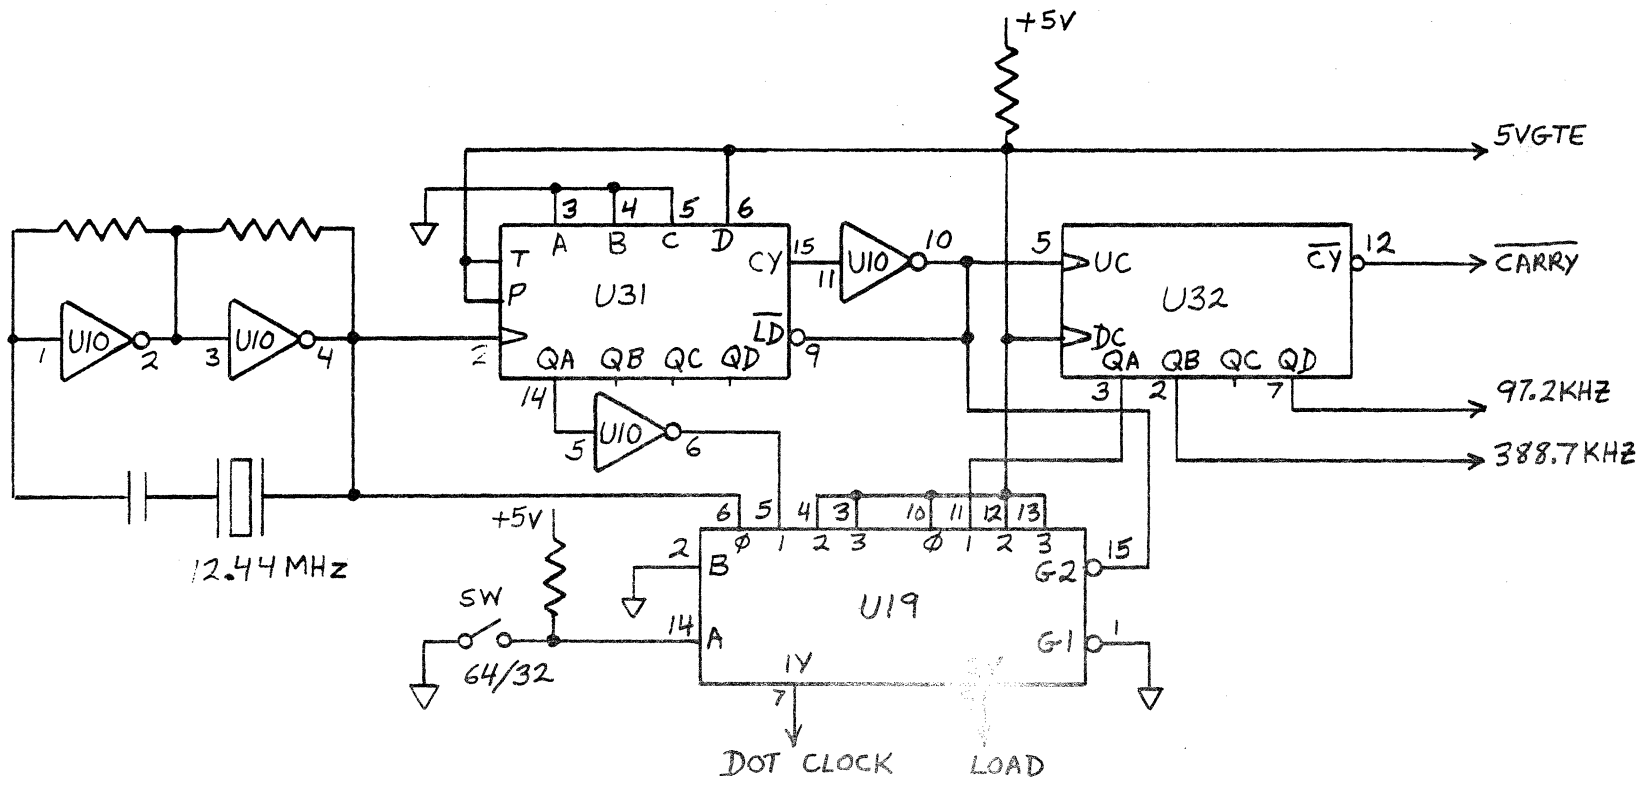 +5V
5VGTE
3 4 5 6
A B C D
T CY 15
P U31
LD 9
2
QA QB QC QD
14
U10 11 10
5 UC CY 12 CARRY
U32
DC
QA QB QC QD
3 2 7
97.2KHZ
388.7KHZ
1 U10 2 3 U10 4
5 U10 6
12.44MHz
+5V
6 5 4 3 10 11 12 13
Ø 1 2 3 Ø 1 2 3
2 B G2 15
U19
SW
14 A G1 1
64/32
1Y
7
DOT CLOCK LOAD